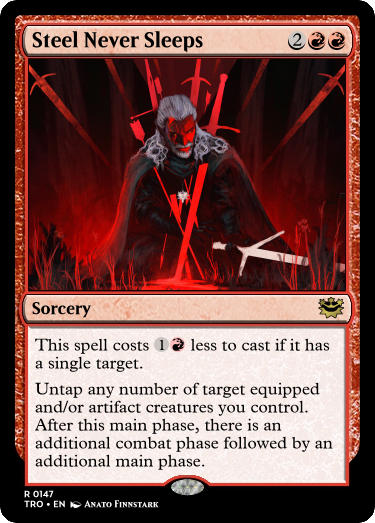 Steel Never Sleeps 2
Sorcery
This spell costs 1 less to cast if it has
a single target.
Untap any number of target equipped
and/or artifact creatures you control.
After this main phase, there is an
additional combat phase followed by an
additional main phase.
R 0147
TRO • EN Anato Finnstark